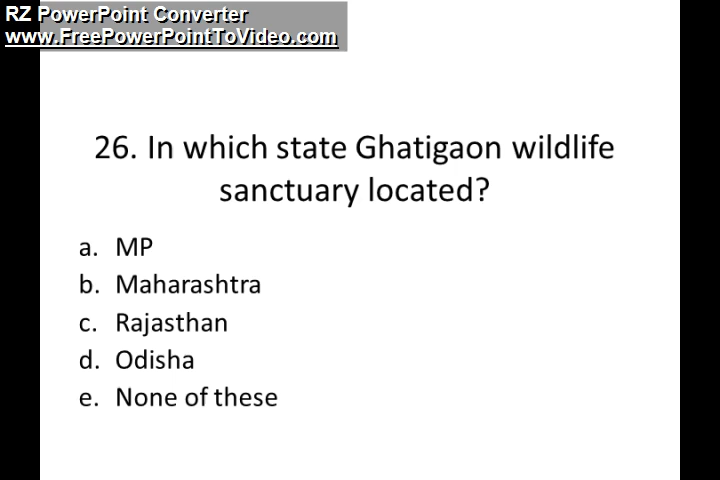 RZ PowerPoint Converter
www.FreePowerPointToVideo.com
26. In which state Ghatigaon wildlife
sanctuary located?
a. MP
b. Maharashtra
c. Rajasthan
d. Odisha
e. None of these